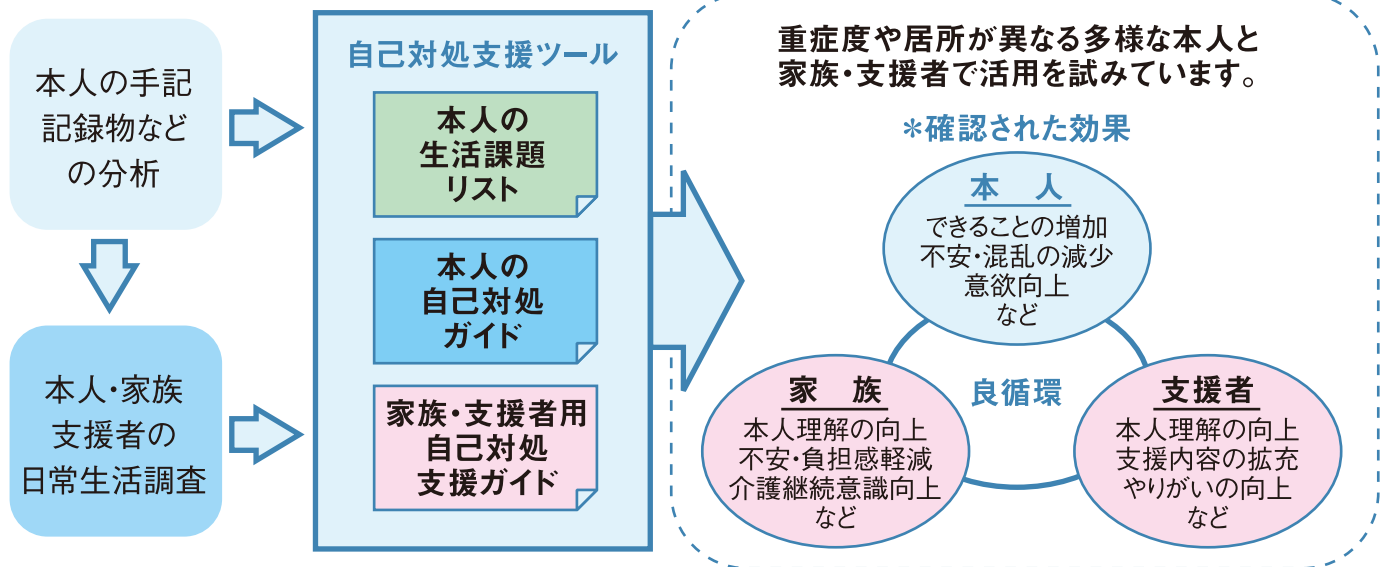 本人の手記
記録物など
の分析
本人・家族
支援者の
日常生活調査
自己対処支援ツール
本人の
生活課題
リスト
本人の
自己対処
ガイド
家族・支援者用
自己対処
支援ガイド
重症度や居所が異なる多様な本人と
家族・支援者で活用を試みています。
＊確認された効果
本　人
できることの増加
不安・混乱の減少
意欲向上
など
良循環
家　族
本人理解の向上
不安・負担感軽減
介護継続意識向上
など
支援者
本人理解の向上
支援内容の拡充
やりがいの向上
など